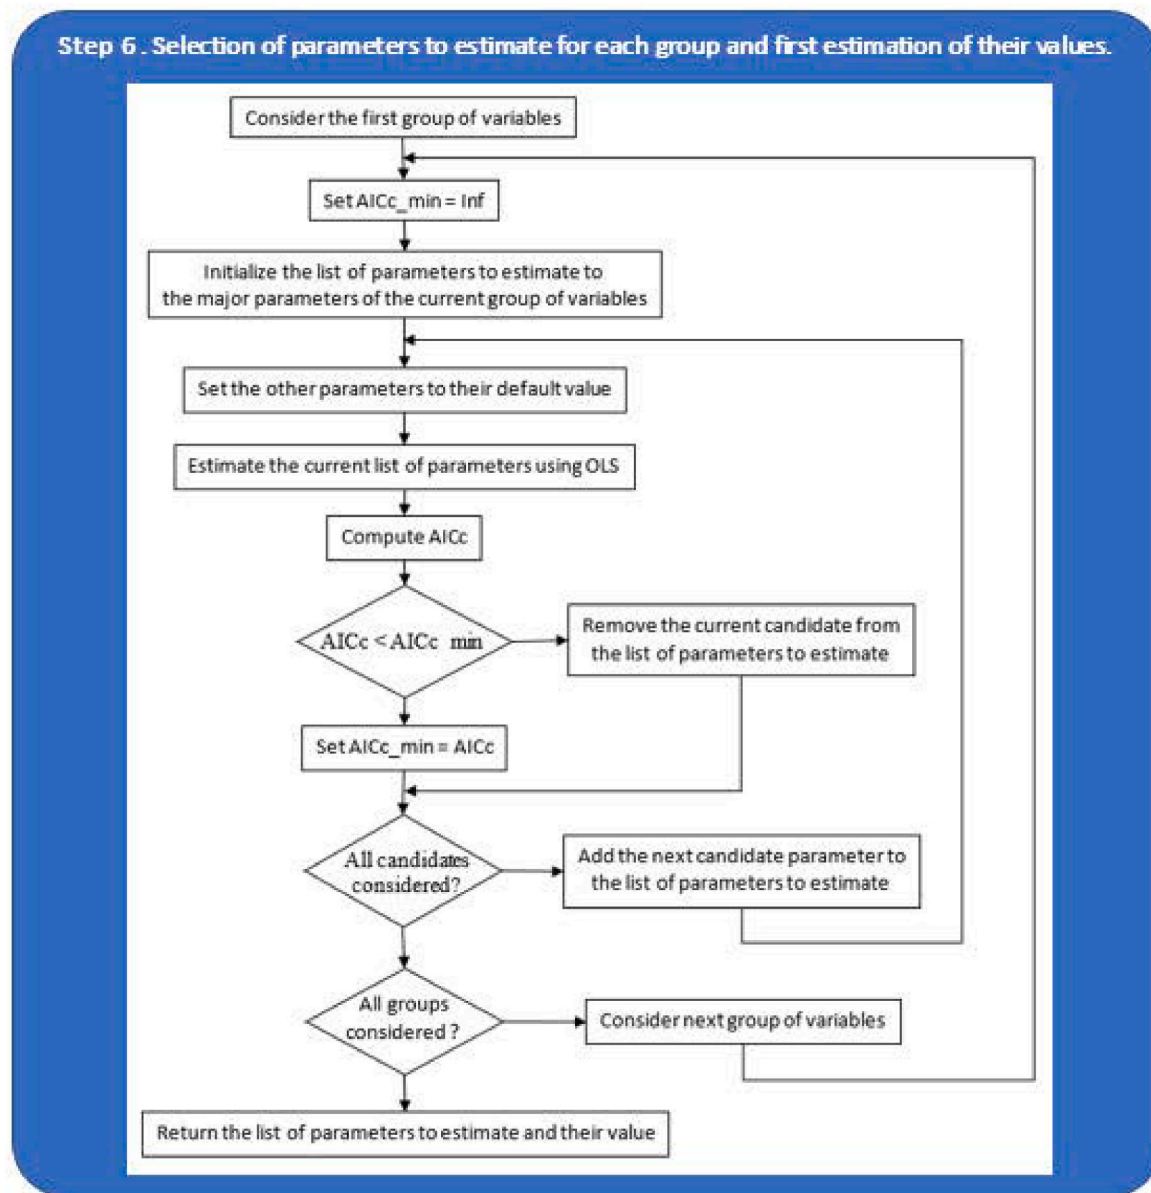 Step 6. Selection of parameters to estimate for each group and first estimation of their values.
Consider the first group of variables
Set AICc_min = Inf
Initialize the list of parameters to estimate to
the major parameters of the current group of variables
Set the other parameters to their default value
Estimate the current list of parameters using OLS
Compute AICc
AICc < AICc min
Remove the current candidate from
the list of parameters to estimate
Set AICc_min = AICc
All candidates
considered?
Add the next candidate parameter to
the list of parameters to estimate
All groups
considered ?
Consider next group of variables
Return the list of parameters to estimate and their value